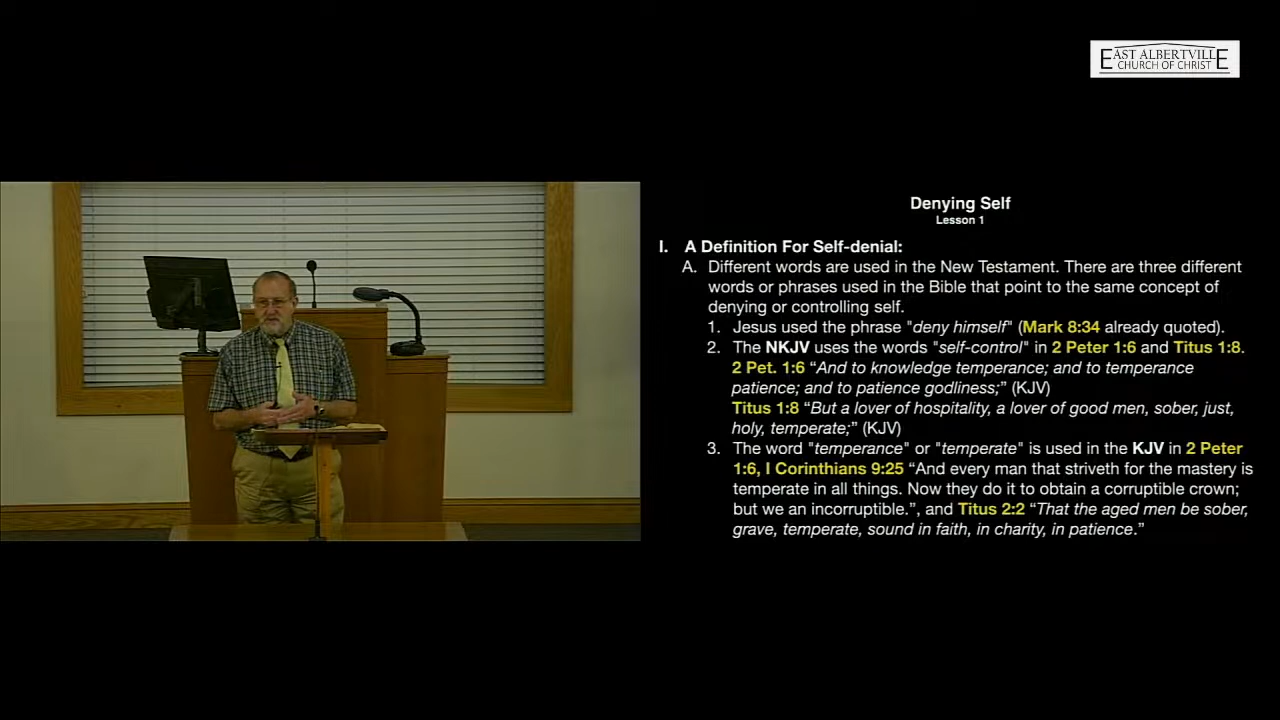 EAST ALBERTVILLE
CHURCH OF CHRIST
Denying Self
Lesson 1
I. A Definition For Self-denial:
A. Different words are used in the New Testament. There are three different
words or phrases used in the Bible that point to the same concept of
denying or controlling self.
1. Jesus used the phrase "deny himself" (Mark 8:34 already quoted).
2. The NKJV uses the words "self-control" in 2 Peter 1:6 and Titus 1:8.
2 Pet. 1:6 “And to knowledge temperance; and to temperance
patience; and to patience godliness;” (KJV)
Titus 1:8 “But a lover of hospitality, a lover of good men, sober, just,
holy, temperate;” (KJV)
3. The word "temperance" or "temperate" is used in the KJV in 2 Peter
1:6, I Corinthians 9:25 “And every man that striveth for the mastery is
temperate in all things. Now they do it to obtain a corruptible crown;
but we an incorruptible.”, and Titus 2:2 “That the aged men be sober,
grave, temperate, sound in faith, in charity, in patience.”